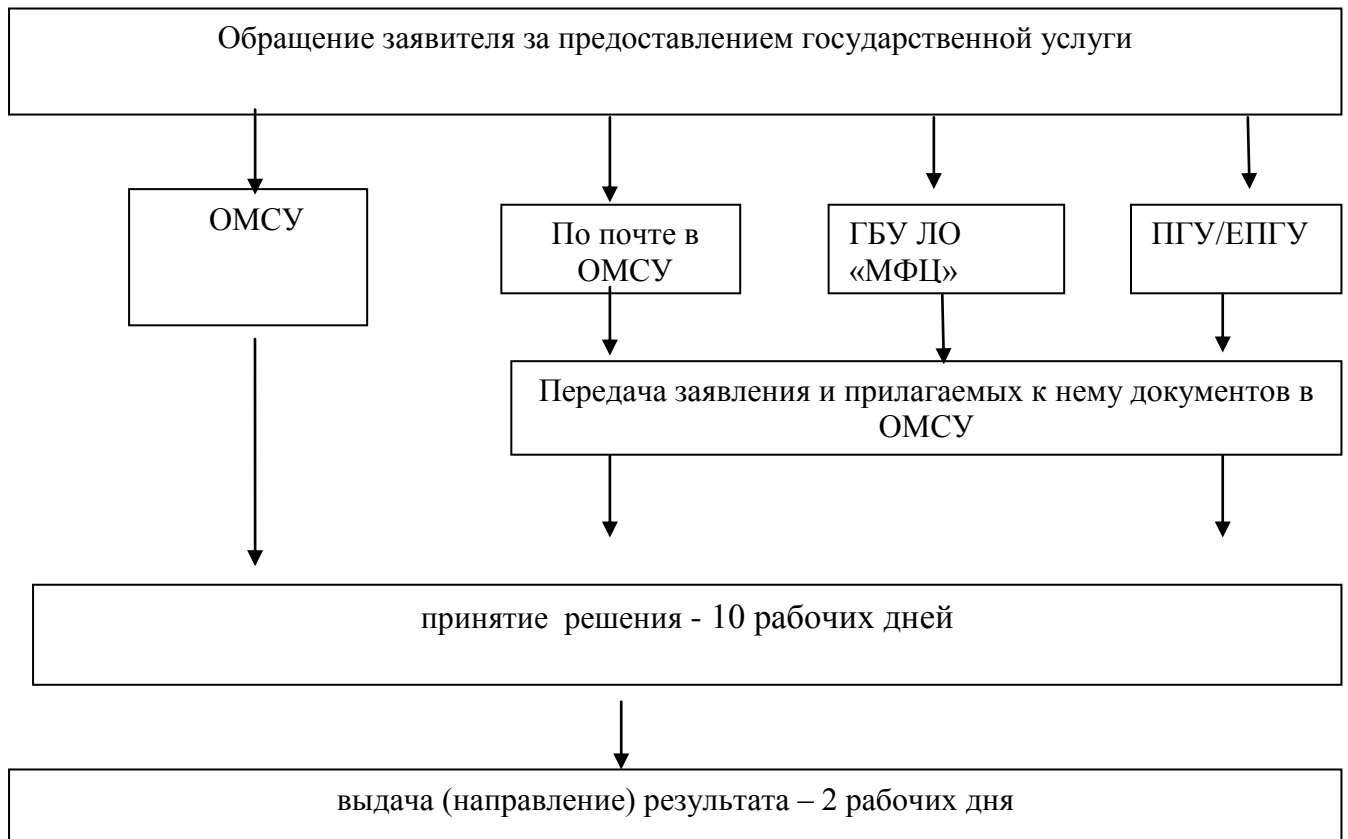 Обращение заявителя за предоставлением государственной услуги
ОМСУ
По почте в
ОМСУ
ГБУ ЛО
«МФЦ»
ПГУ/ЕПГУ
Передача заявления и прилагаемых к нему документов в
ОМСУ
принятие решения - 10 рабочих дней
выдача (направление) результата – 2 рабочих дня